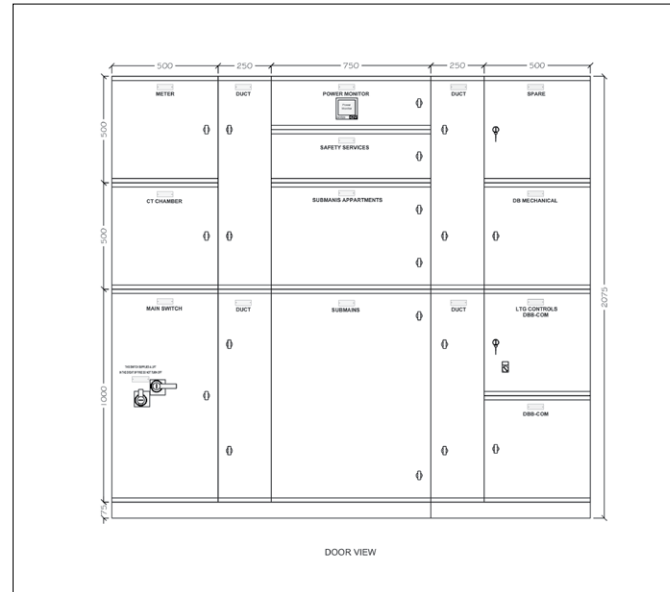 500 250 750 250 500
METER DUCT POWER MONITOR DUCT SPARE
500
SAFETY SERVICES
CT CHAMBER SUBMANIS APPARTMENTS DB MECHANICAL
500
2075
MAIN SWITCH DUCT SUBMAINS DUCT LTG CONTROLS
DBB-COM
1000
DBB-COM
75
DOOR VIEW